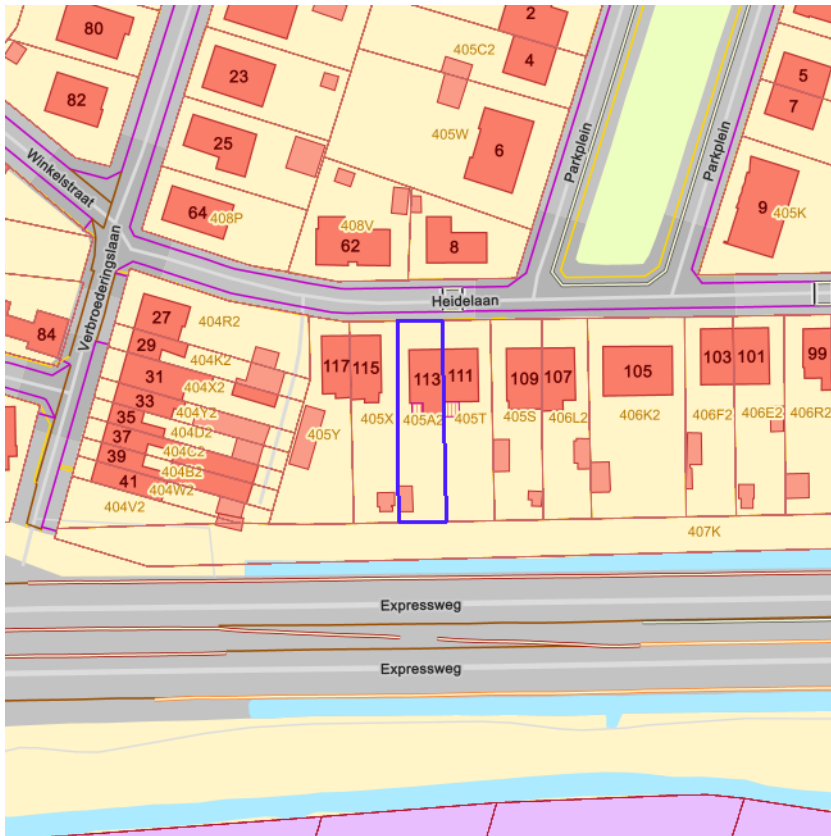 80
2
405C2
4
23
82
5
7
25
405W
6
Parkplein
Parkplein
Winkelstraat
64
408P
408V
62
8
9
405K
Verbroederingslaan
Heidelaan
27
404R2
84
29
404K2
117
115
113
111
109
107
105
103
101
99
31
404X2
33
404Y2
35
404D2
37
404C2
39
404B2
41
404W2
404V2
405Y
405X
405A2
405T
405S
406L2
406K2
406F2
406E2
406R2
407K
Expressweg
Expressweg